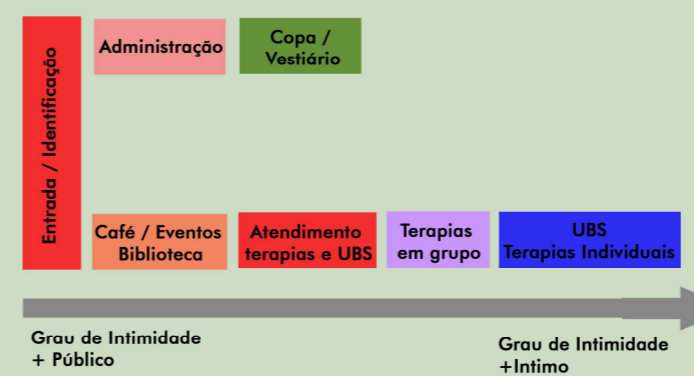 Entrada / Identificação
Administração
Copa /
Vestiário
Café / Eventos
Biblioteca
Atendimento
terapias e UBS
Terapias
em grupo
UBS
Terapias Individuais
Grau de Intimidade
+ Público
Grau de Intimidade
+Intimo